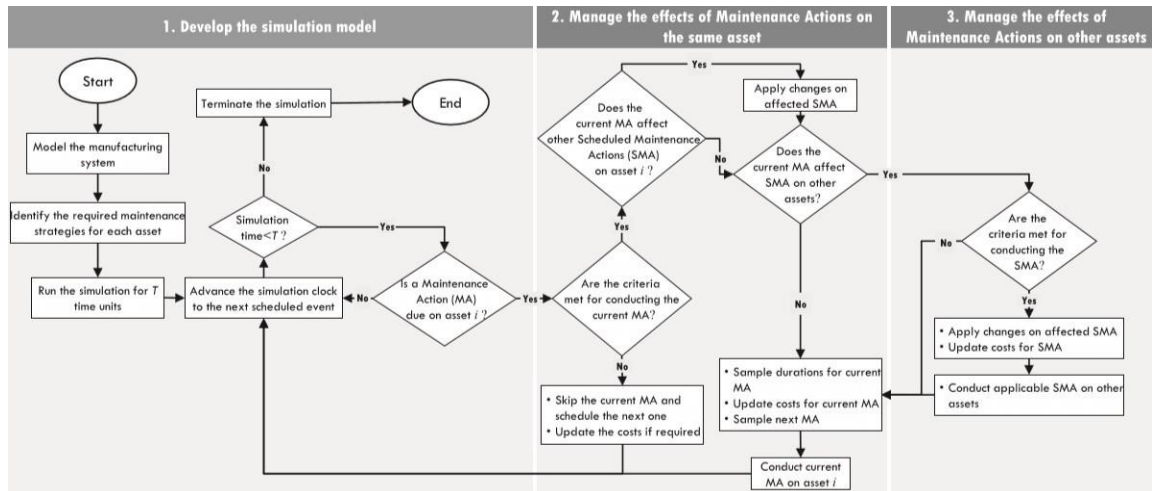 1. Develop the simulation model
2. Manage the effects of Maintenance Actions on
the same asset
3. Manage the effects of
Maintenance Actions on other assets
Start
Model the manufacturing
system
Identify the required maintenance
strategies for each asset
Run the simulation for T
time units
Terminate the simulation
End
No
Simulation
time<T ?
Yes
Advance the simulation clock
to the next scheduled event
No
Is a Maintenance
Action (MA)
due on asset i ?
Yes
Yes
Does the
current MA affect
other Scheduled Maintenance
Actions (SMA)
on asset i ?
No
Yes
Are the criteria
met for conducting the
current MA?
No
• Skip the current MA and
schedule the next one
• Update the costs if required
Apply changes on
affected SMA
Does the
current MA affect
SMA on other
assets?
Yes
No
• Sample durations for current
MA
• Update costs for current MA
• Sample next MA
Conduct current
MA on asset i
Are the
criteria met for
conducting the
SMA?
No
Yes
• Apply changes on affected SMA
• Update costs for SMA
• Conduct applicable SMA on other
assets